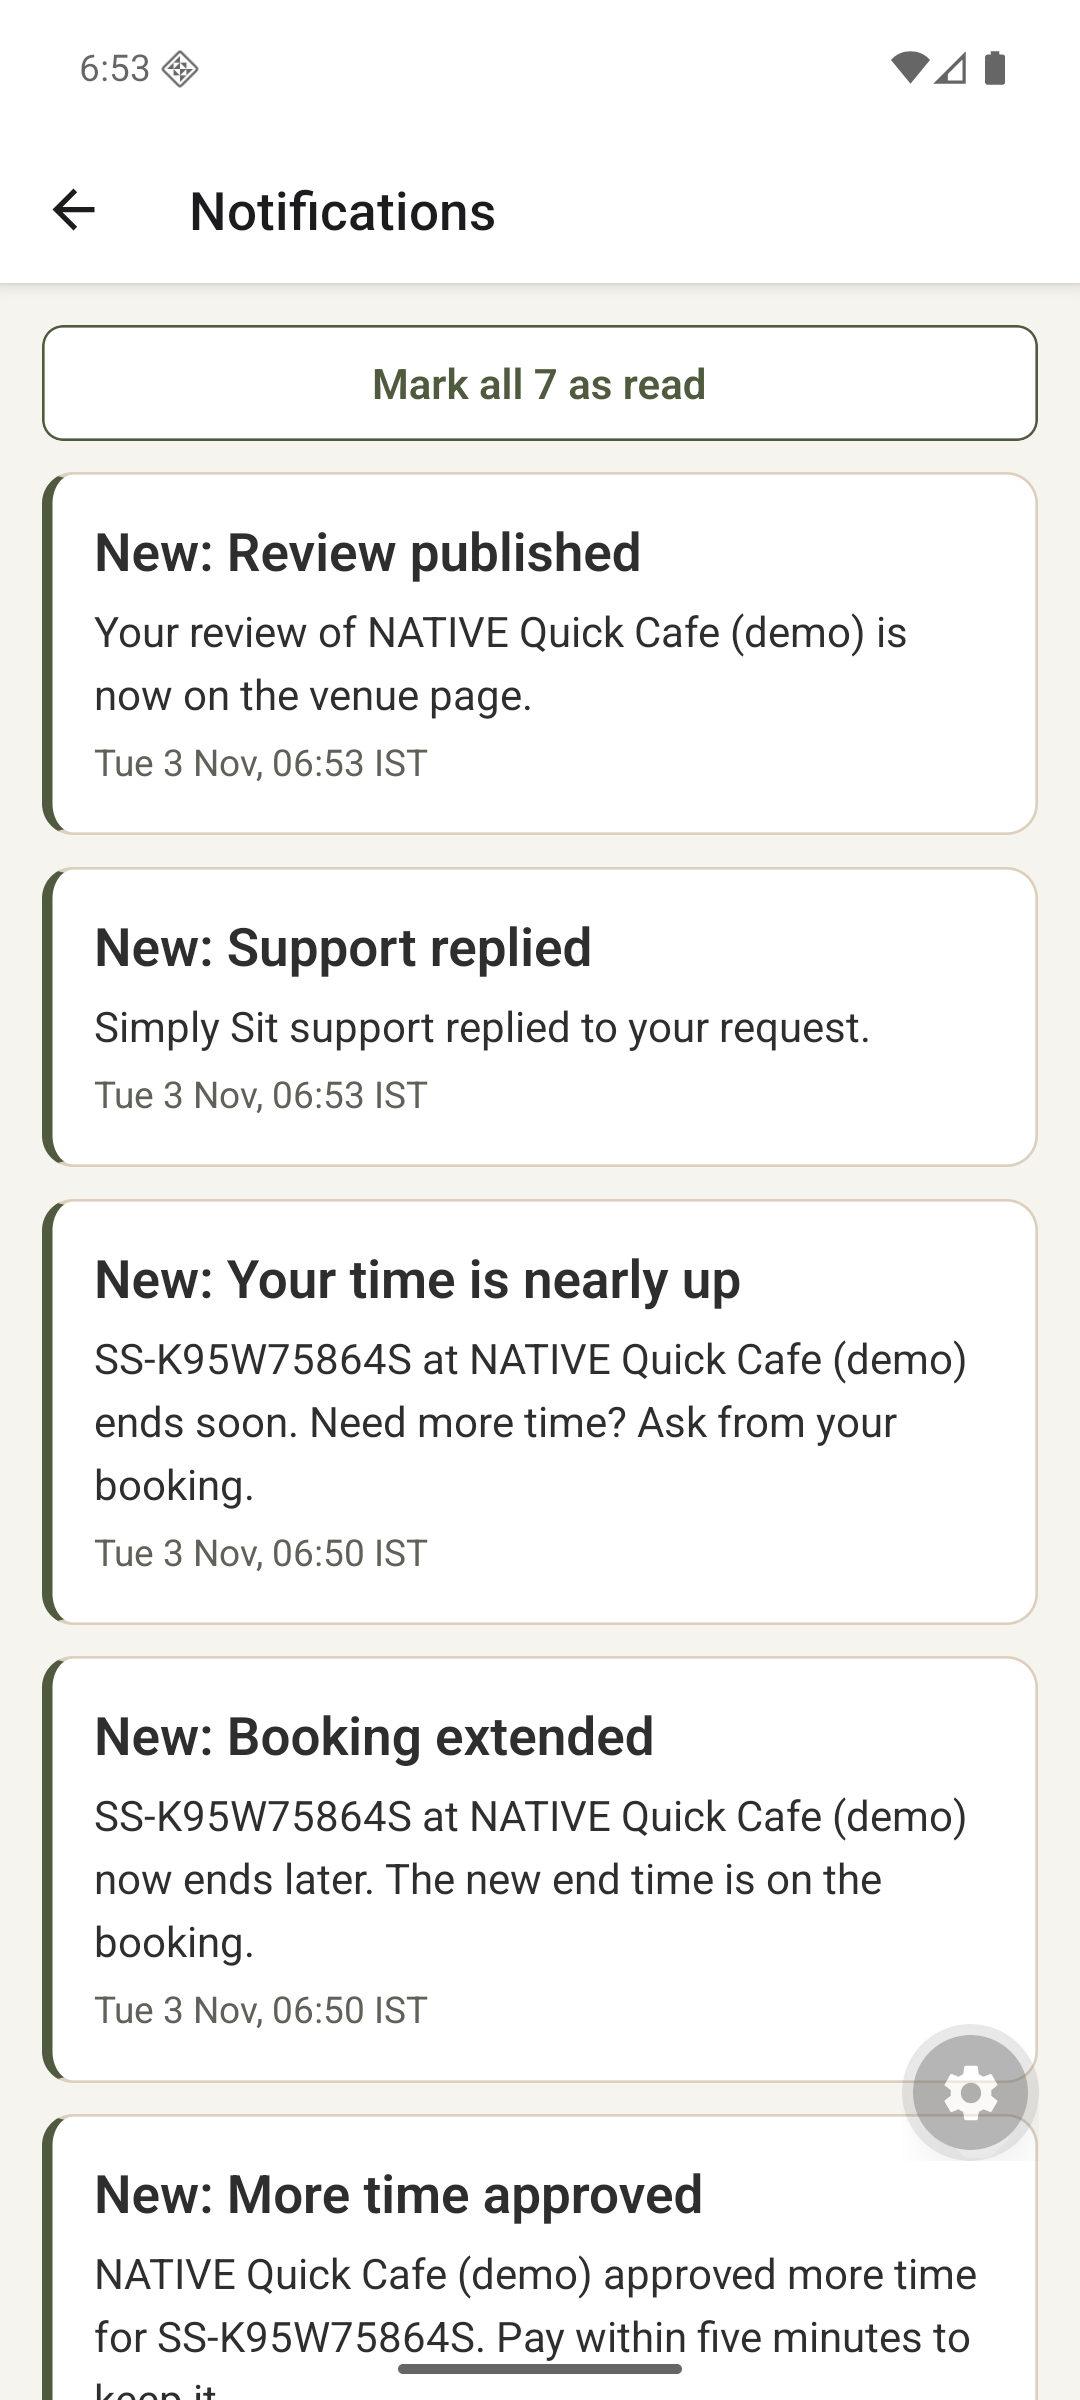 6:53
Notifications
Mark all 7 as read
New: Review published
Your review of NATIVE Quick Cafe (demo) is
now on the venue page.
Tue 3 Nov, 06:53 IST
New: Support replied
Simply Sit support replied to your request.
Tue 3 Nov, 06:53 IST
New: Your time is nearly up
SS-K95W75864S at NATIVE Quick Cafe (demo)
ends soon. Need more time? Ask from your
booking.
Tue 3 Nov, 06:50 IST
New: Booking extended
SS-K95W75864S at NATIVE Quick Cafe (demo)
now ends later. The new end time is on the
booking.
Tue 3 Nov, 06:50 IST
New: More time approved
NATIVE Quick Cafe (demo) approved more time
for SS-K95W75864S. Pay within five minutes to
keep it